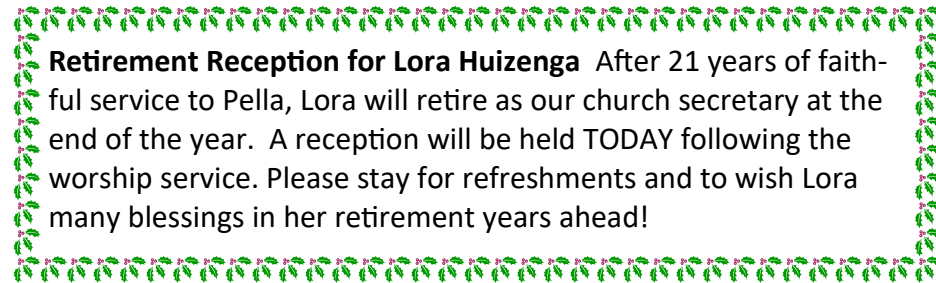 Retirement Reception for Lora Huizenga  After 21 years of faith-
ful service to Pella, Lora will retire as our church secretary at the
end of the year.  A reception will be held TODAY following the
worship service. Please stay for refreshments and to wish Lora
many blessings in her retirement years ahead!